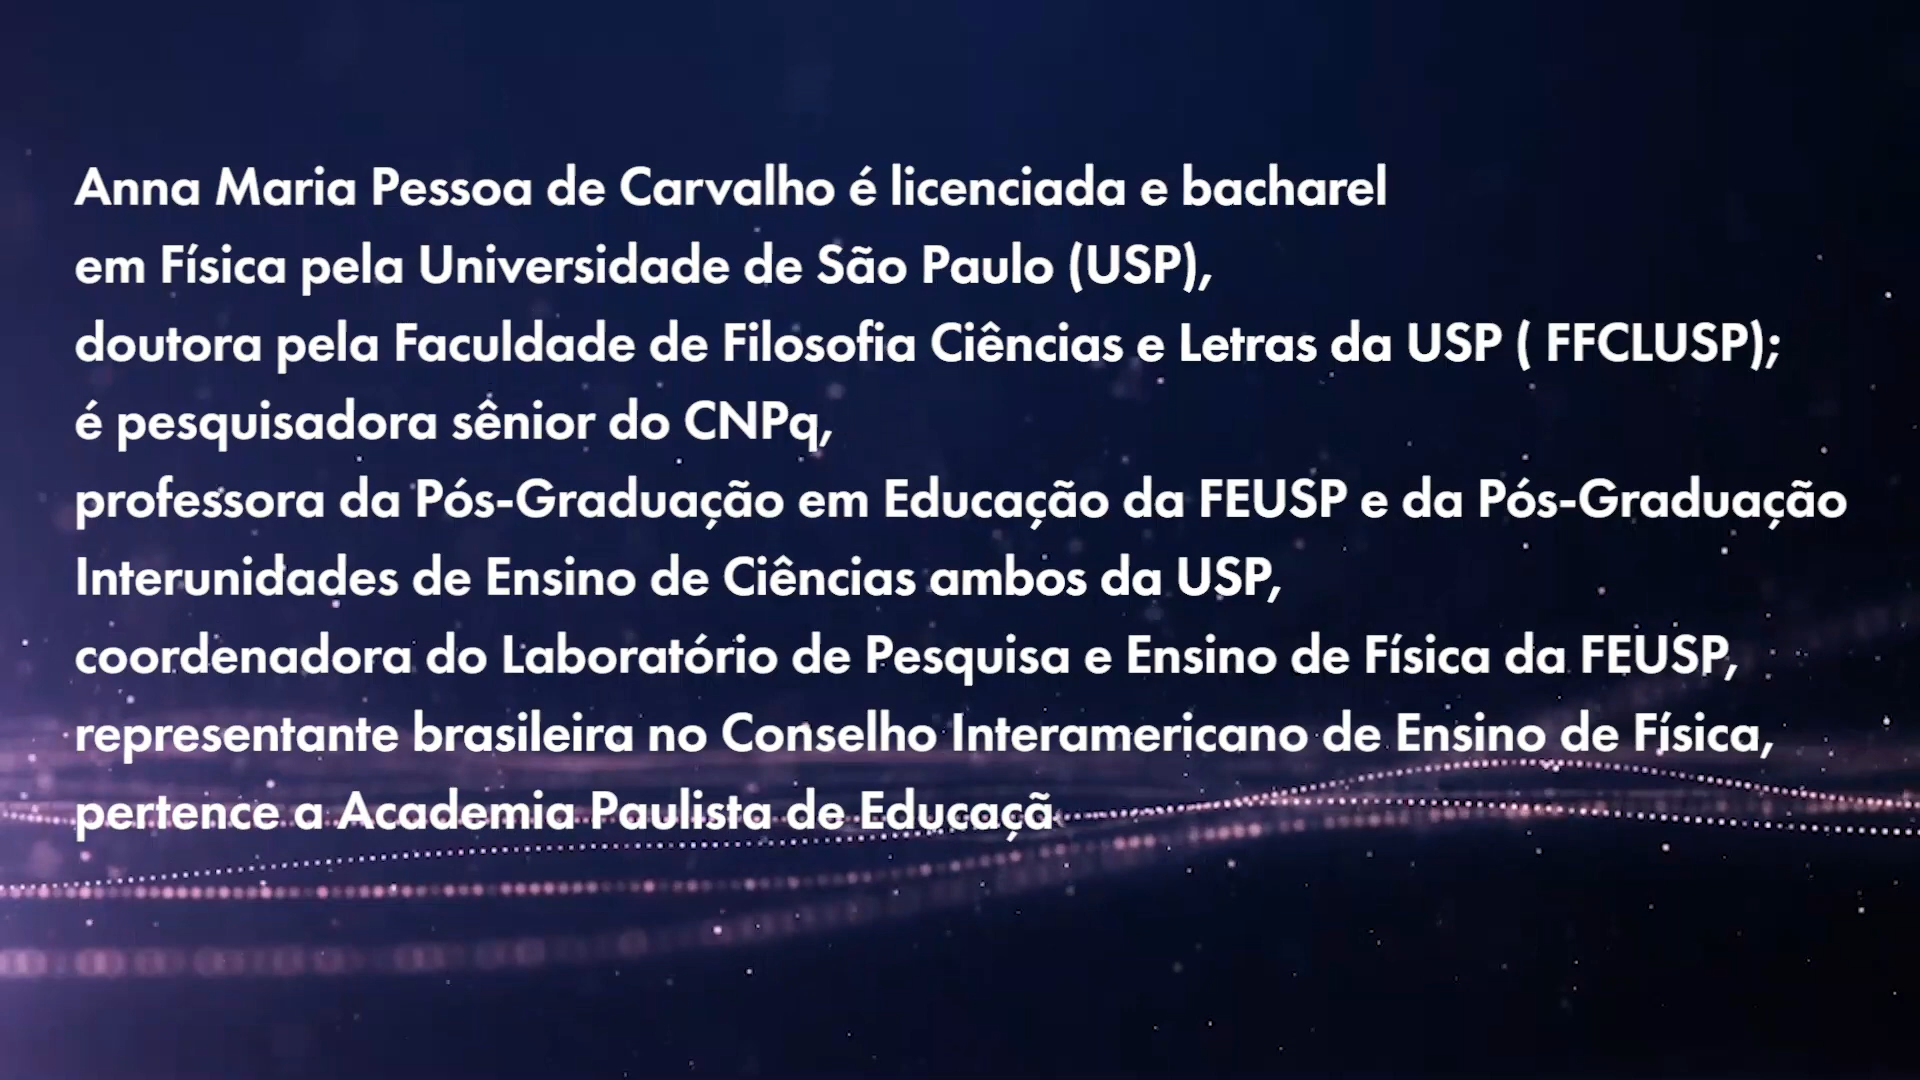 Anna Maria Pessoa de Carvalho é licenciada e bacharel
em Física pela Universidade de São Paulo (USP),
doutora pela Faculdade de Filosofia Ciências e Letras da USP ( FFCLUSP);
é pesquisadora sênior do CNPq,
professora da Pós-Graduação em Educação da FEUSP e da Pós-Graduação
Interunidades de Ensino de Ciências ambos da USP,
coordenadora do Laboratório de Pesquisa e Ensino de Física da FEUSP,
representante brasileira no Conselho Interamericano de Ensino de Física,
pertence a Academia Paulista de Educaçã